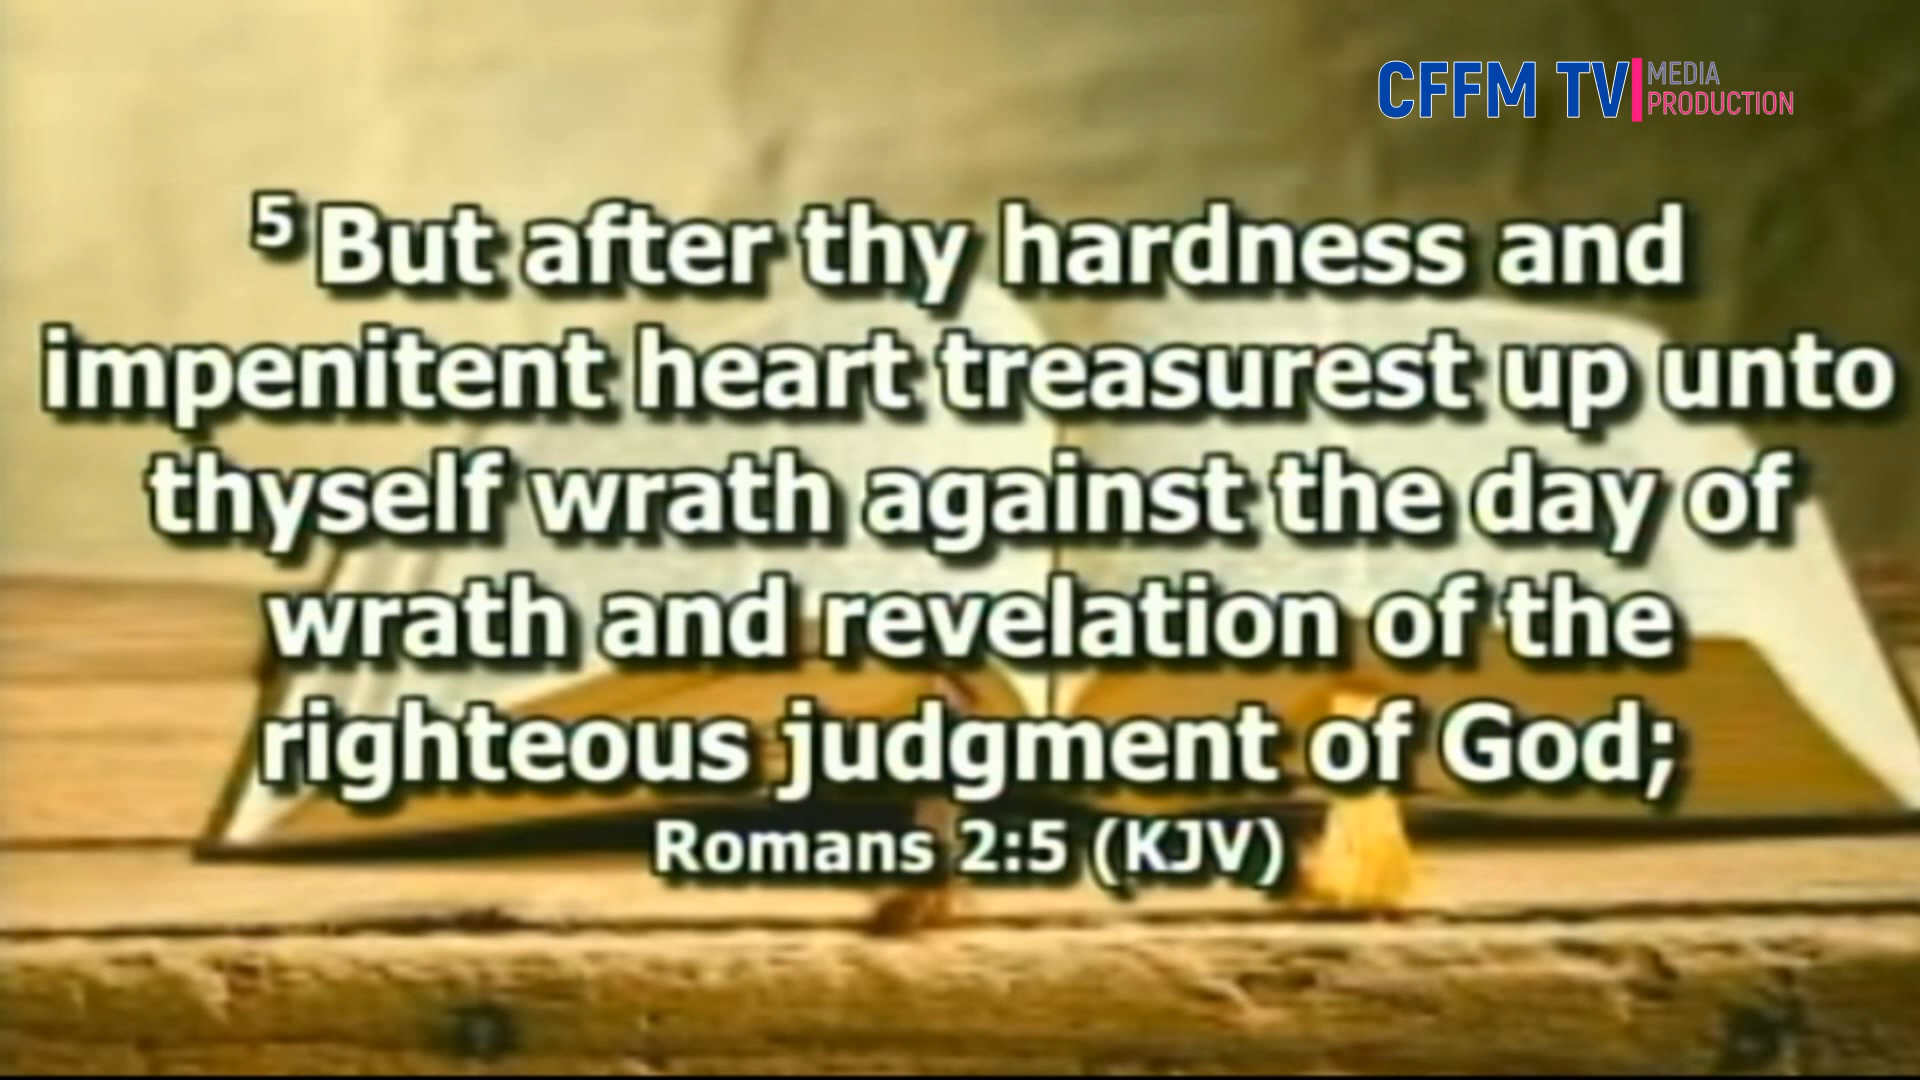 CFFM TV
MEDIA
PRODUCTION
5 But after thy hardness and
impenitent heart treasurest up unto
thyself wrath against the day of
wrath and revelation of the
righteous judgment of God;
Romans 2:5 (KJV)